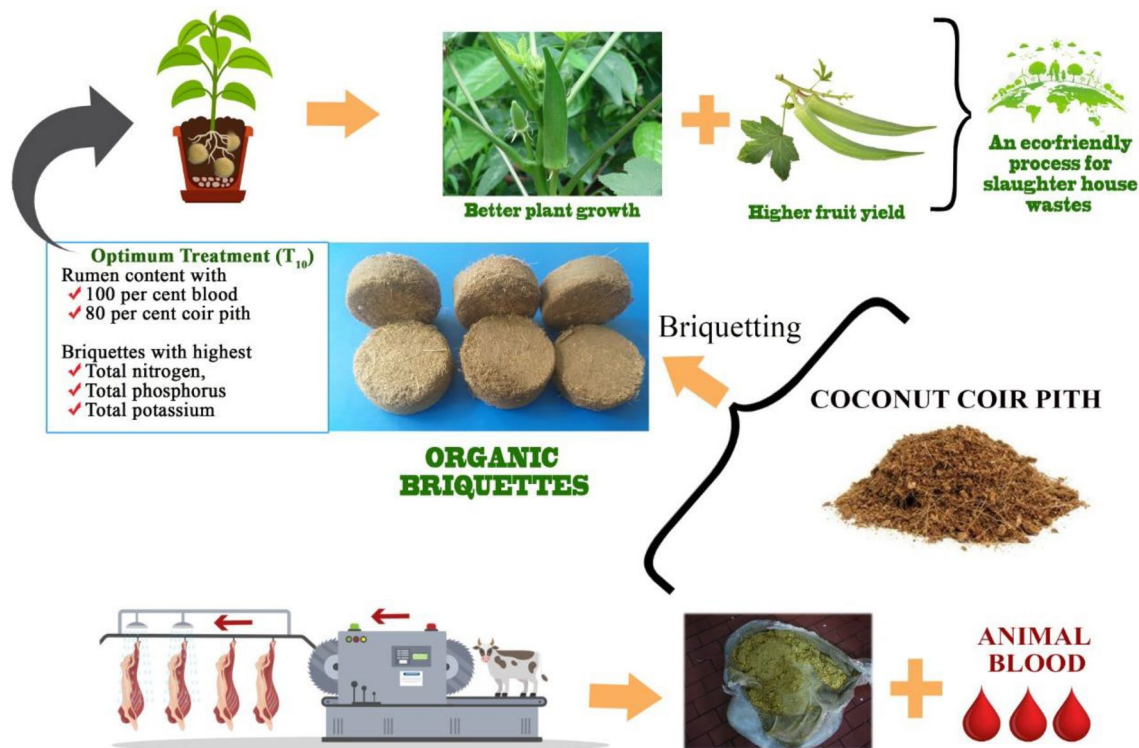 Better plant growth
Higher fruit yield
An eco-friendly
process for
slaughter house
wastes
Optimum Treatment (T₁₀)
Rumen content with
✓ 100 per cent blood
✓ 80 per cent coir pith
Briquettes with highest
✓ Total nitrogen,
✓ Total phosphorus
✓ Total potassium
ORGANIC
BRIQUETTES
Briquetting
COCONUT COIR PITH
ANIMAL
BLOOD